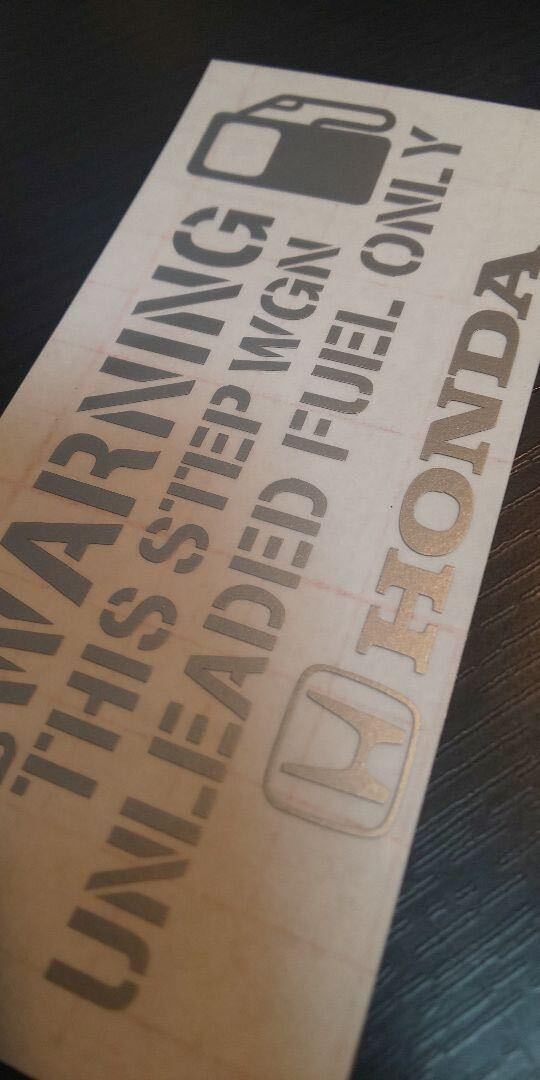 WARNING
THIS STEP WGN
UNLEADED FUEL ONLY
HONDA